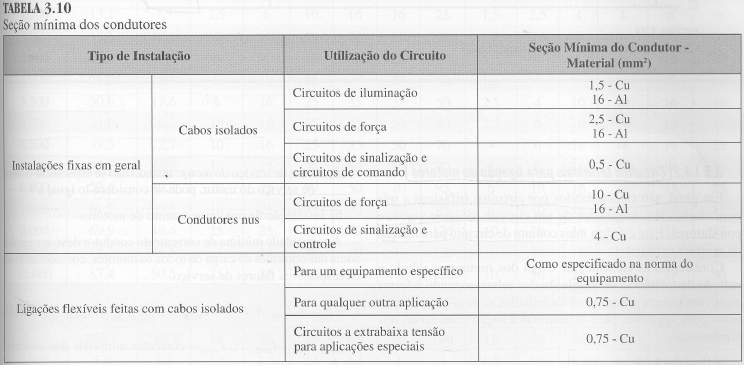 TABELA 3.10
Seção mínima dos condutores
Tipo de Instalação
Utilização do Circuito
Seção Mínima do Condutor -
Material (mm²)
Instalações fixas em geral
Cabos isolados
Circuitos de iluminação
1,5 - Cu
16 - Al
Circuitos de força
2,5 - Cu
16 - Al
Circuitos de sinalização e
circuitos de comando
0,5 - Cu
Condutores nus
Circuitos de força
10 - Cu
16 - Al
Circuitos de sinalização e
controle
4 - Cu
Ligações flexíveis feitas com cabos isolados
Para um equipamento específico
Como especificado na norma do
equipamento
Para qualquer outra aplicação
0,75 - Cu
Circuitos a extrabaixa tensão
para aplicações especiais
0,75 - Cu